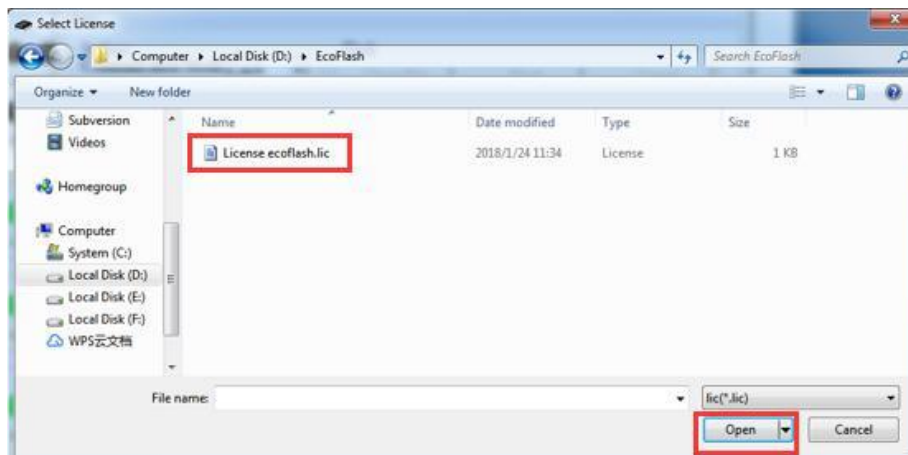 Select License
Computer Local Disk (D:) EcoFlash
Search EcoFlash
Organize New folder
Subversion
Videos
Homegroup
Computer
System (C:)
Local Disk (D:)
Local Disk (E:)
Local Disk (F:)
WPS云文档
Name Date modified Type Size
License ecoflash.lic 2018/1/24 11:34 License 1 KB
File name: lic(*.lic)
Open Cancel